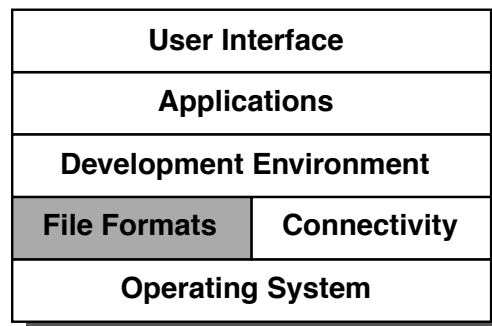 User Interface
Applications
Development Environment
File Formats Connectivity
Operating System